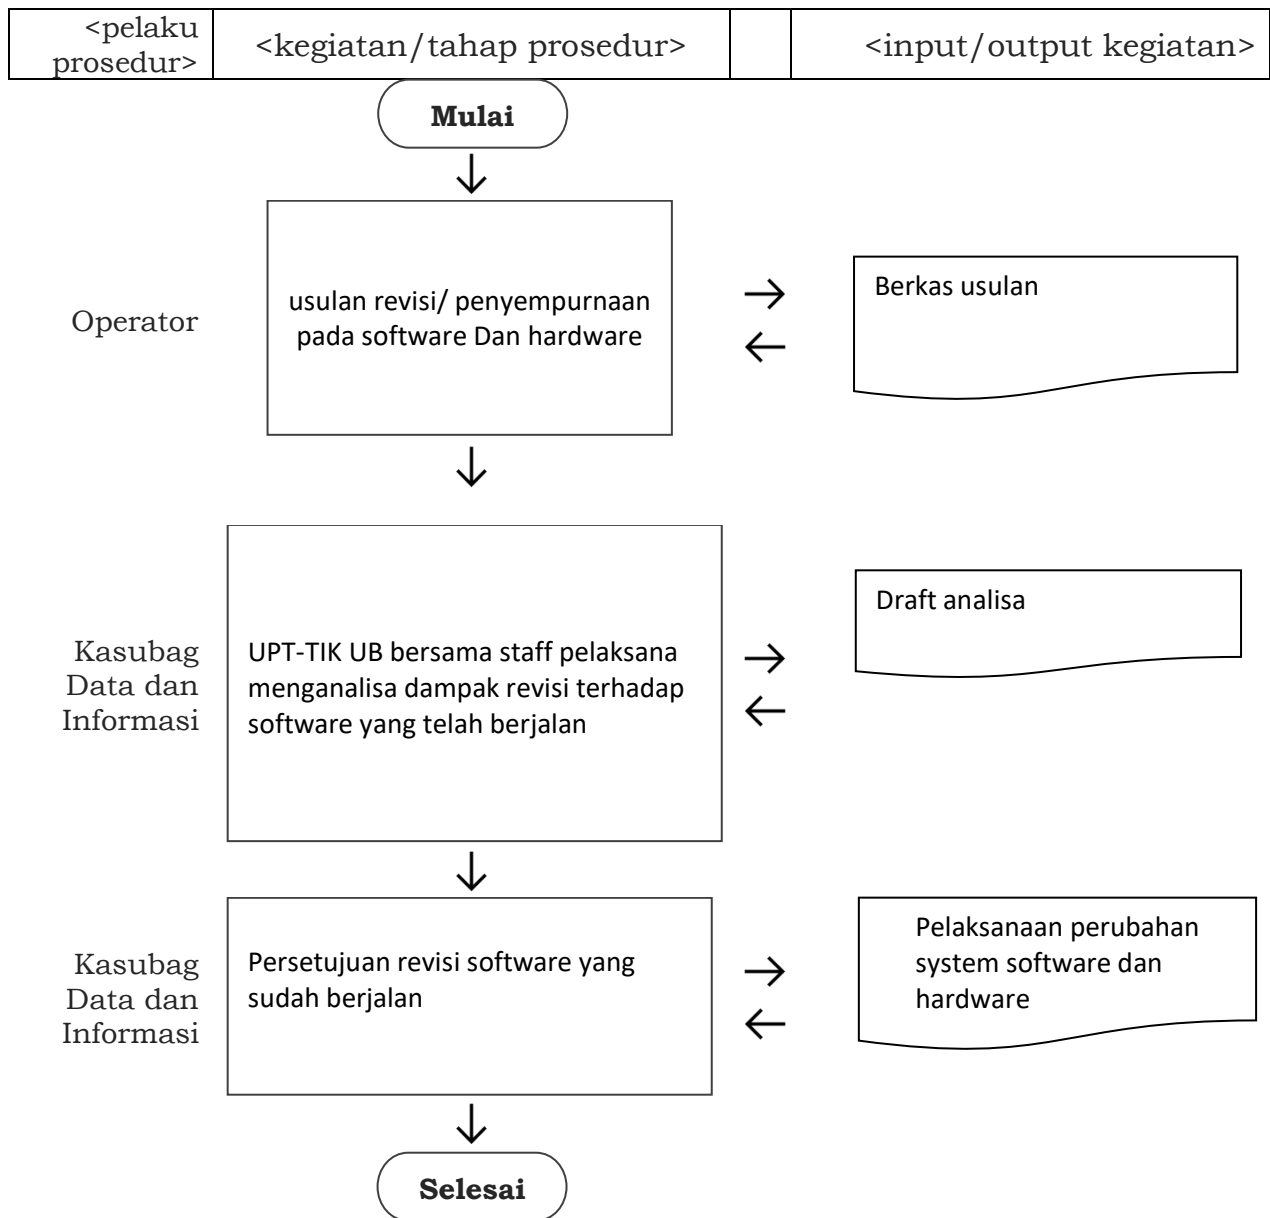 <pelaku
prosedur>
<kegiatan/tahap prosedur>
<input/output kegiatan>
Mulai
Operator
usulan revisi/ penyempurnaan
pada software Dan hardware
Berkas usulan
Kasubag
Data dan
Informasi
UPT-TIK UB bersama staff pelaksana
menganalisa dampak revisi terhadap
software yang telah berjalan
Draft analisa
Kasubag
Data dan
Informasi
Persetujuan revisi software yang
sudah berjalan
Pelaksanaan perubahan
system software dan
hardware
Selesai